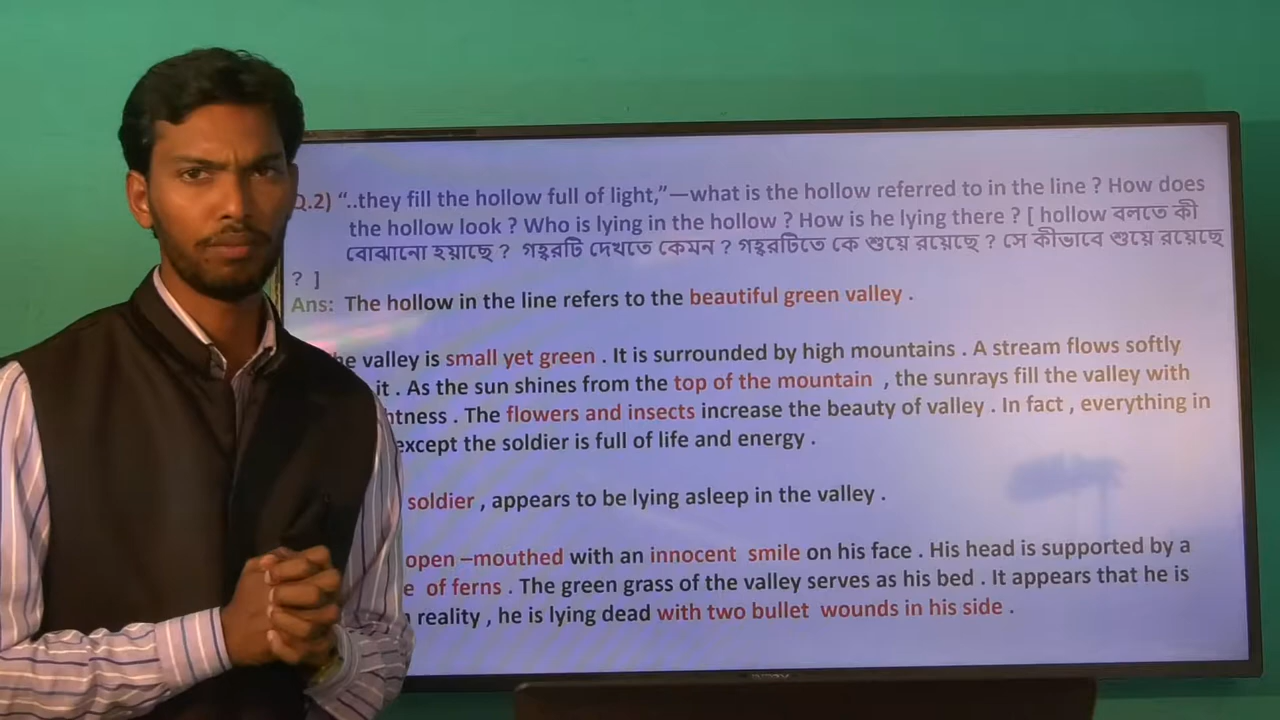 Q.2) “..they fill the hollow full of light,”—what is the hollow referred to in the line ? How does
the hollow look ? Who is lying in the hollow ? How is he lying there ? [ hollow বলতে কী
বোঝানো হয়াছে ? গহ্বরটি দেখতে কেমন ? গহ্বরটিতে কে শুয়ে রয়েছে ? সে কীভাবে শুয়ে রয়েছে
? ]
Ans: The hollow in the line refers to the beautiful green valley .
valley is small yet green . It is surrounded by high mountains . A stream flows softly
it . As the sun shines from the top of the mountain , the sunrays fill the valley with
. The flowers and insects increase the beauty of valley . In fact , everything in
except the soldier is full of life and energy .
soldier , appears to be lying asleep in the valley .
open –mouthed with an innocent smile on his face . His head is supported by a
of ferns . The green grass of the valley serves as his bed . It appears that he is
reality , he is lying dead with two bullet wounds in his side .